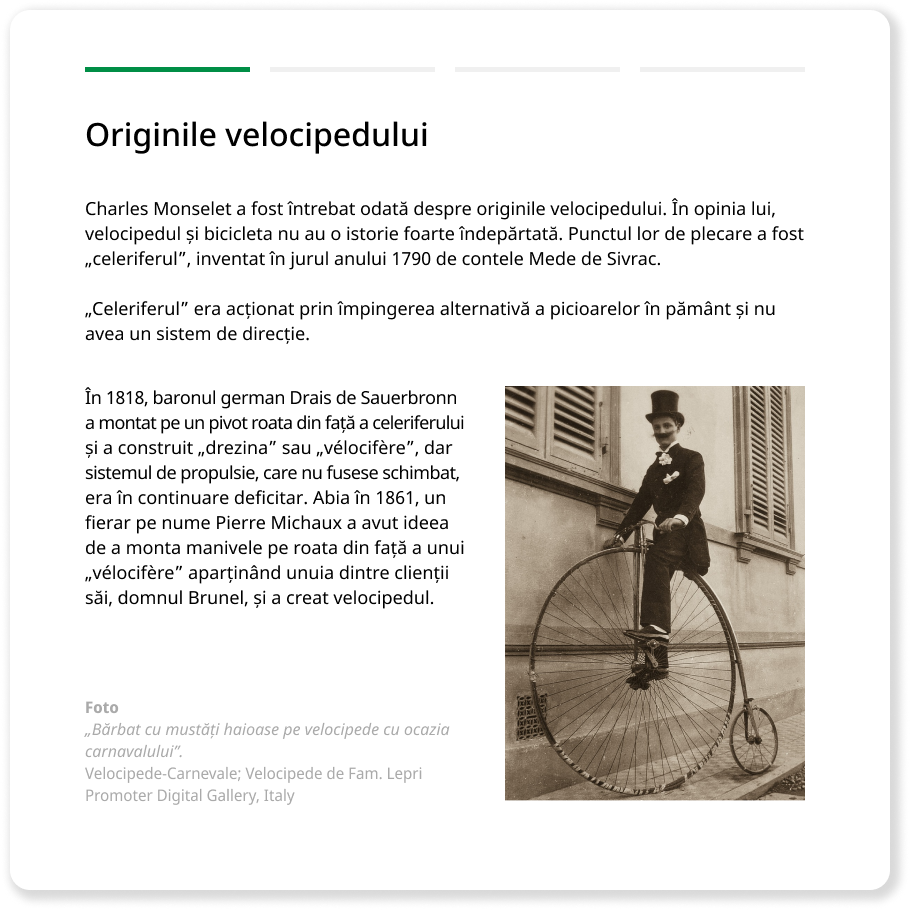 Originile velocipedului
Charles Monselet a fost întrebat odată despre originile velocipedului. În opinia lui,
velocipedul și bicicleta nu au o istorie foarte îndepărtată. Punctul lor de plecare a fost
„celeriferul”, inventat în jurul anului 1790 de contele Mede de Sivrac.
„Celeriferul” era acționat prin împingerea alternativă a picioarelor în pământ și nu
avea un sistem de direcție.
În 1818, baronul german Drais de Sauerbronn
a montat pe un pivot roata din față a celeriferului
și a construit „drezina” sau „vélocifère”, dar
sistemul de propulsie, care nu fusese schimbat,
era în continuare deficitar. Abia în 1861, un
fierar pe nume Pierre Michaux a avut ideea
de a monta manivele pe roata din față a unui
„vélocifère” aparținând unuia dintre clienții
săi, domnul Brunel, și a creat velocipedul.
Foto
„Bărbat cu mustăți haioase pe velocipede cu ocazia
carnavalului”.
Velocipede-Carnevale; Velocipede de Fam. Lepri
Promoter Digital Gallery, Italy